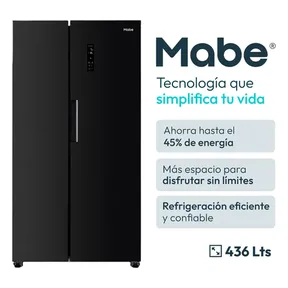 Mabe
Mabe®
Tecnología que
simplifica tu vida
Ahorra hasta el
45% de energía
Más espacio para
disfrutar sin límites
Refrigeración eficiente
y confiable
436 Lts